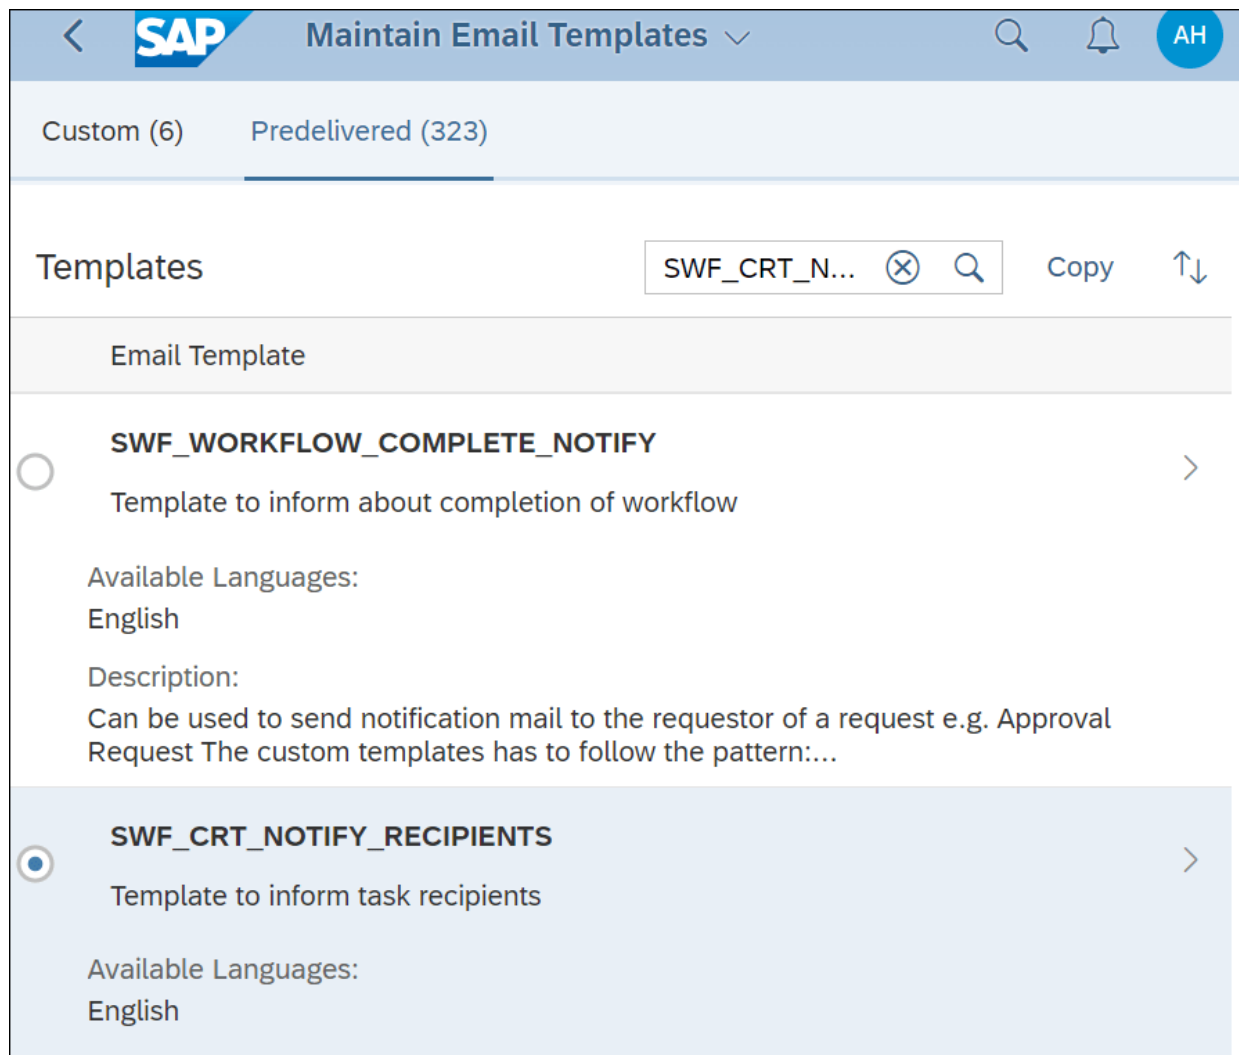 SAP Maintain Email Templates AH
Custom (6) Predelivered (323)
Templates SWF_CRT_N... Copy
Email Template
SWF_WORKFLOW_COMPLETE_NOTIFY
Template to inform about completion of workflow
Available Languages:
English
Description:
Can be used to send notification mail to the requestor of a request e.g. Approval
Request The custom templates has to follow the pattern:...
SWF_CRT_NOTIFY_RECIPIENTS
Template to inform task recipients
Available Languages:
English